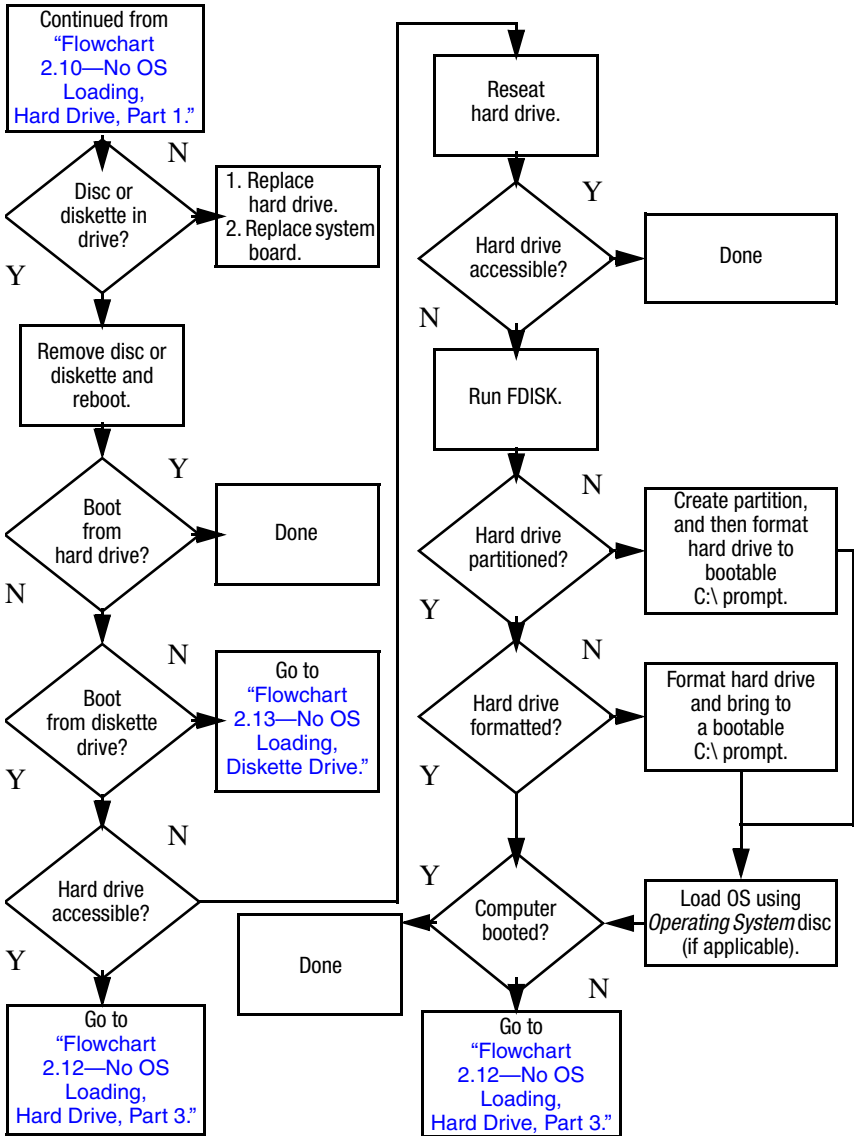 Continued from
“Flowchart
2.10—No OS
Loading,
Hard Drive, Part 1.”
N
Disc or
diskette in
drive?
1. Replace
hard drive.
2. Replace system
board.
Y
Remove disc or
diskette and
reboot.
Y
Boot
from
hard drive?
Done
N
N
Boot
from diskette
drive?
Go to
“Flowchart
2.13—No OS
Loading,
Diskette Drive.”
Y
N
Hard drive
accessible?
Y
Go to
“Flowchart
2.12—No OS
Loading,
Hard Drive, Part 3.”
Reseat
hard drive.
Y
Hard drive
accessible?
Done
N
Run FDISK.
N
Hard drive
partitioned?
Create partition,
and then format
hard drive to
bootable
C:\ prompt.
Y
N
Hard drive
formatted?
Format hard drive
and bring to
a bootable
C:\ prompt.
Y
Y
Computer
booted?
Load OS using
Operating System disc
(if applicable).
Done
N
Go to
“Flowchart
2.12—No OS
Loading,
Hard Drive, Part 3.”